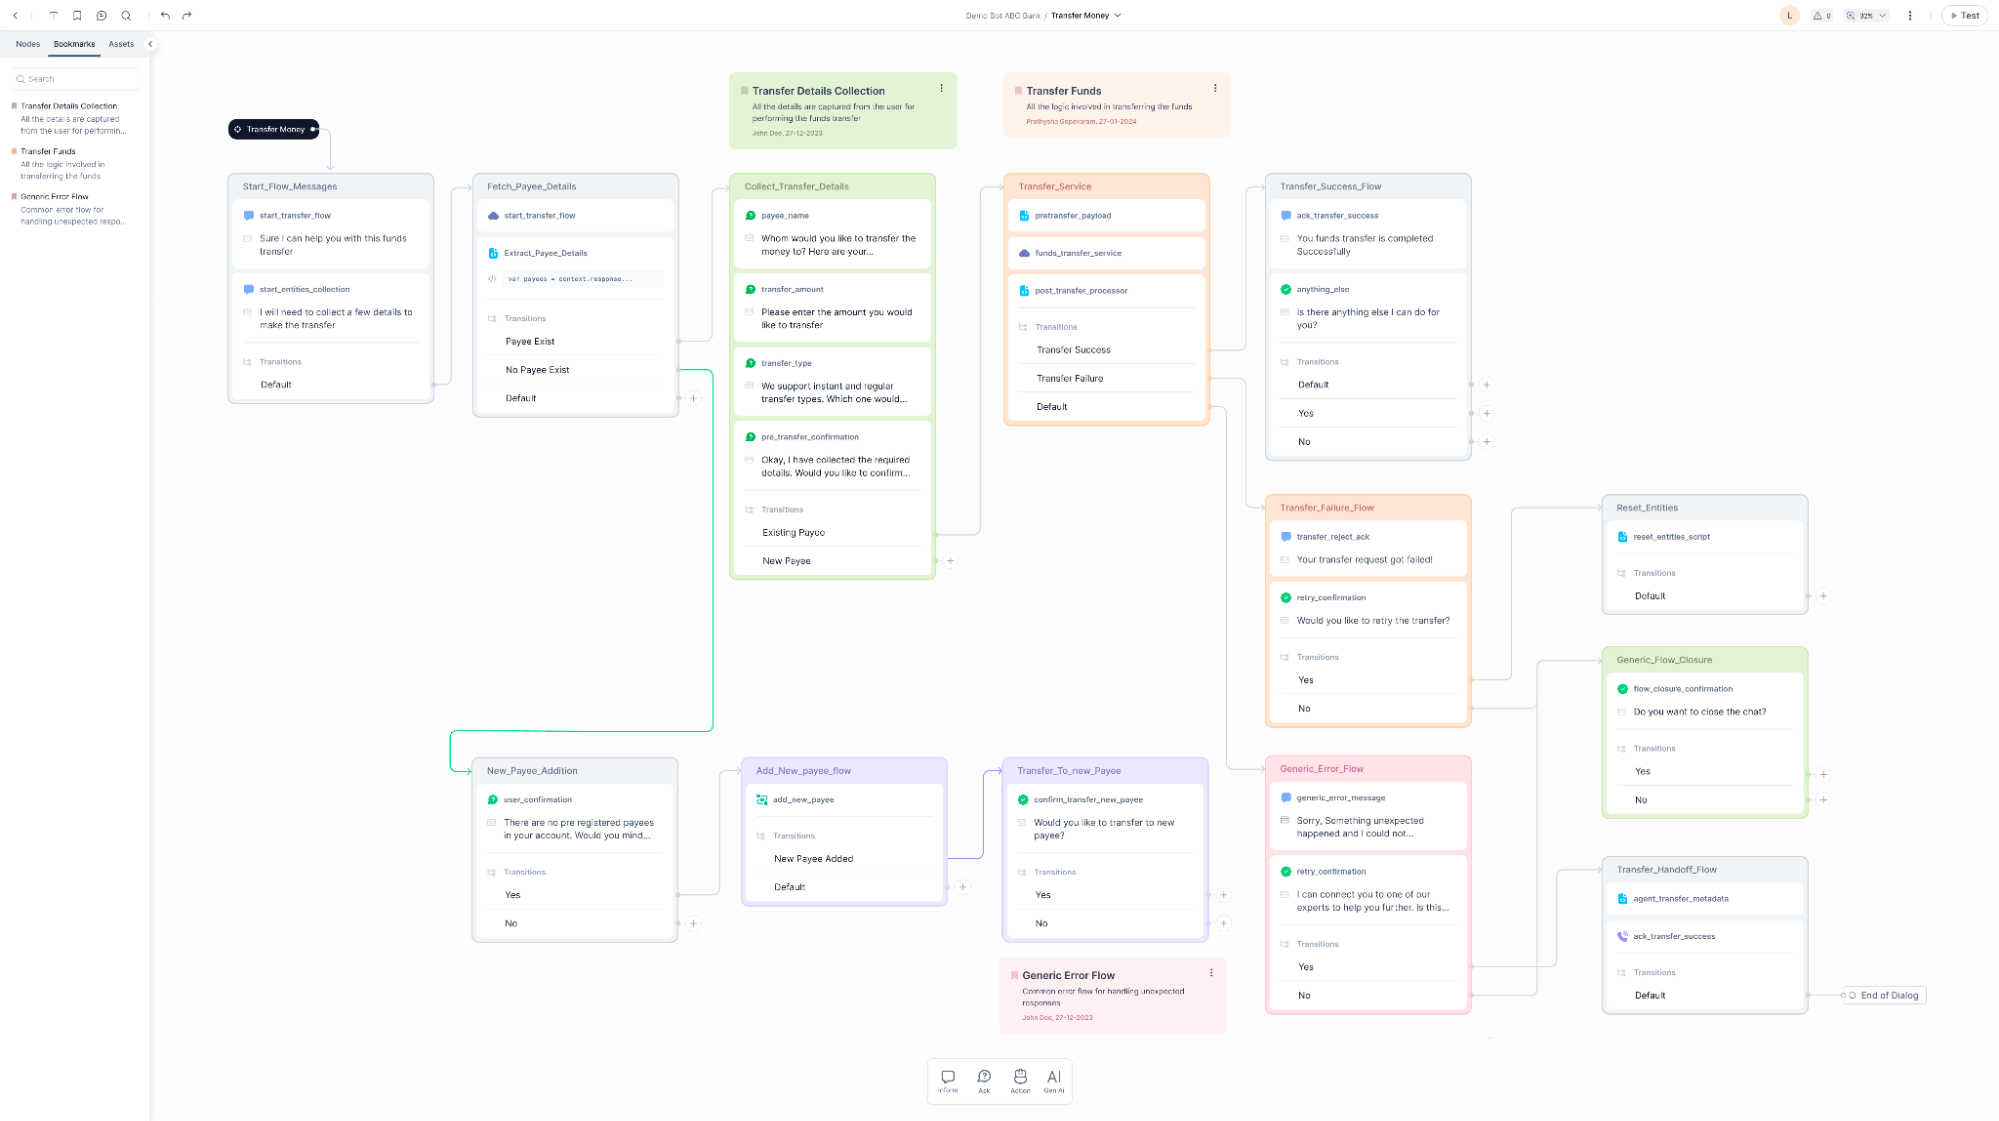 Demo Bot ABC Bank / Transfer Money
L
0
92%
Test
Nodes
Bookmarks
Assets
Search
Transfer Details Collection
All the details are captured
from the user for performin...
Transfer Funds
All the logic involved in
transferring the funds
Generic Error Flow
Common error flow for
handling unexpected respo...
Transfer Money
Transfer Details Collection
All the details are captured from the user for
performing the funds transfer
John Doe, 27-12-2023
Transfer Funds
All the logic involved in transferring the funds
Prathysha Gopavaram, 27-01-2024
Start_Flow_Messages
start_transfer_flow
Sure I can help you with this funds
transfer
start_entities_collection
I will need to collect a few details to
make the transfer
Transitions
Default
Fetch_Payee_Details
start_transfer_flow
Extract_Payee_Details
</> var payees = context.response...
Transitions
Payee Exist
No Payee Exist
Default
Collect_Transfer_Details
payee_name
Whom would you like to transfer the
money to? Here are your...
transfer_amount
Please enter the amount you would
like to transfer
transfer_type
We support instant and regular
transfer types. Which one would...
pre_transfer_confirmation
Okay, I have collected the required
details. Would you like to confirm...
Transitions
Existing Payee
New Payee
Transfer_Service
pretransfer_payload
funds_transfer_service
post_transfer_processor
Transitions
Transfer Success
Transfer Failure
Default
Transfer_Success_Flow
ack_transfer_success
You funds transfer is completed
Successfully
anything_else
Is there anything else I can do for
you?
Transitions
Default
Yes
No
Transfer_Failure_Flow
transfer_reject_ack
Your transfer request got failed!
retry_confirmation
Would you like to retry the transfer?
Transitions
Yes
No
Reset_Entities
reset_entities_script
Transitions
Default
Generic_Flow_Closure
flow_closure_confirmation
Do you want to close the chat?
Transitions
Yes
No
New_Payee_Addition
user_confirmation
There are no pre registered payees
in your account. Would you mind...
Transitions
Yes
No
Add_New_payee_flow
add_new_payee
Transitions
New Payee Added
Default
Transfer_To_new_Payee
confirm_transfer_new_payee
Would you like to transfer to new
payee?
Transitions
Yes
No
Generic_Error_Flow
generic_error_message
Sorry, Something unexpected
happened and I could not...
retry_confirmation
I can connect you to one of our
experts to help you further. Is this...
Transitions
Yes
No
Transfer_Handoff_Flow
agent_transfer_metadata
ack_transfer_success
Transitions
Default
End of Dialog
Generic Error Flow
Common error flow for handling unexpected
responses
John Doe, 27-12-2023
Inform
Ask
Action
AI
Gen Ai